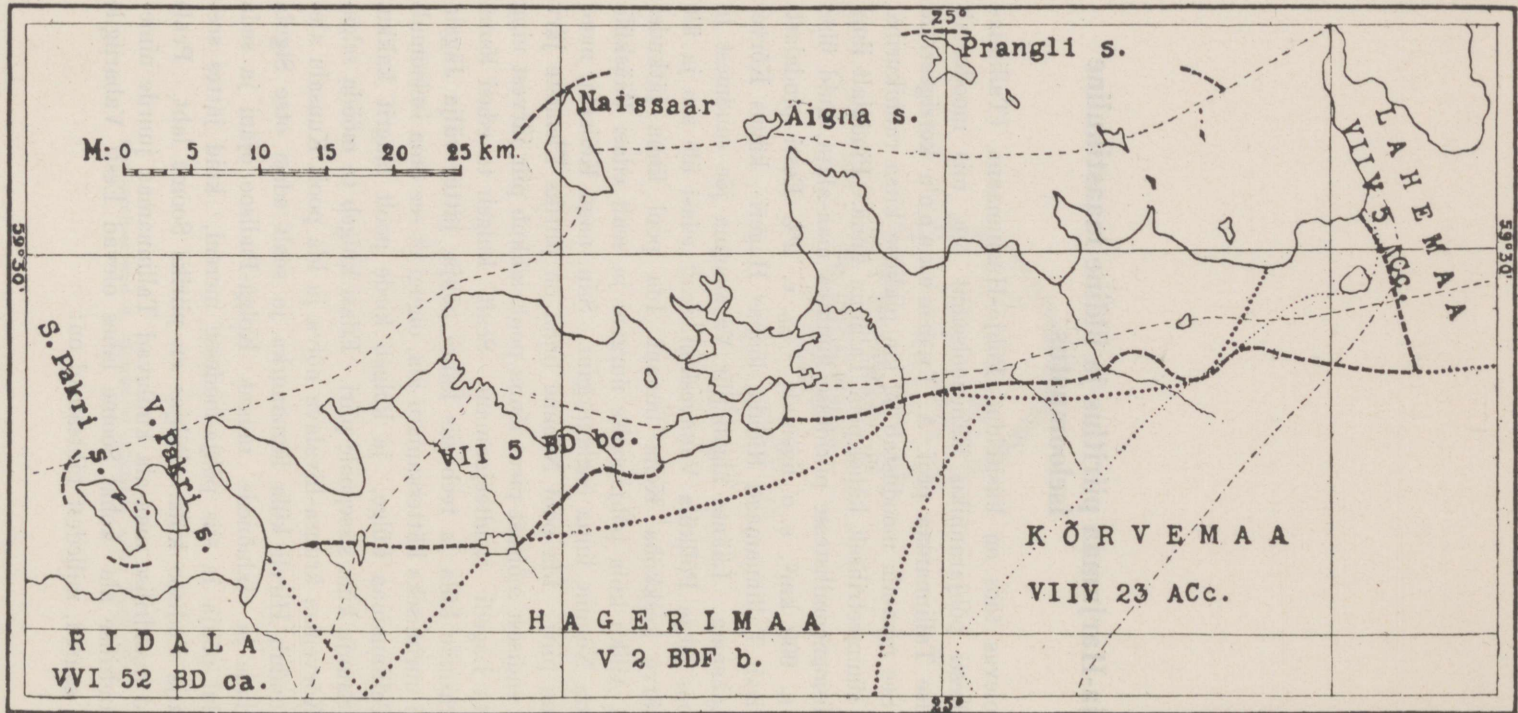 25°
Prangli s.
Naissaar
Äigna s.
M: 0 5 10 15 20 25 km.
LAHEMAA
VIIV 5 ACc.
59°30'
59°30'
S. Pakri s.
V. Pakri s.
VII 5 BD bc.
KÕRVEMAA
VIIV 23 ACc.
HAGERIMAA
V 2 BDF b.
RIDALA
VVI 52 BD ca.
25°